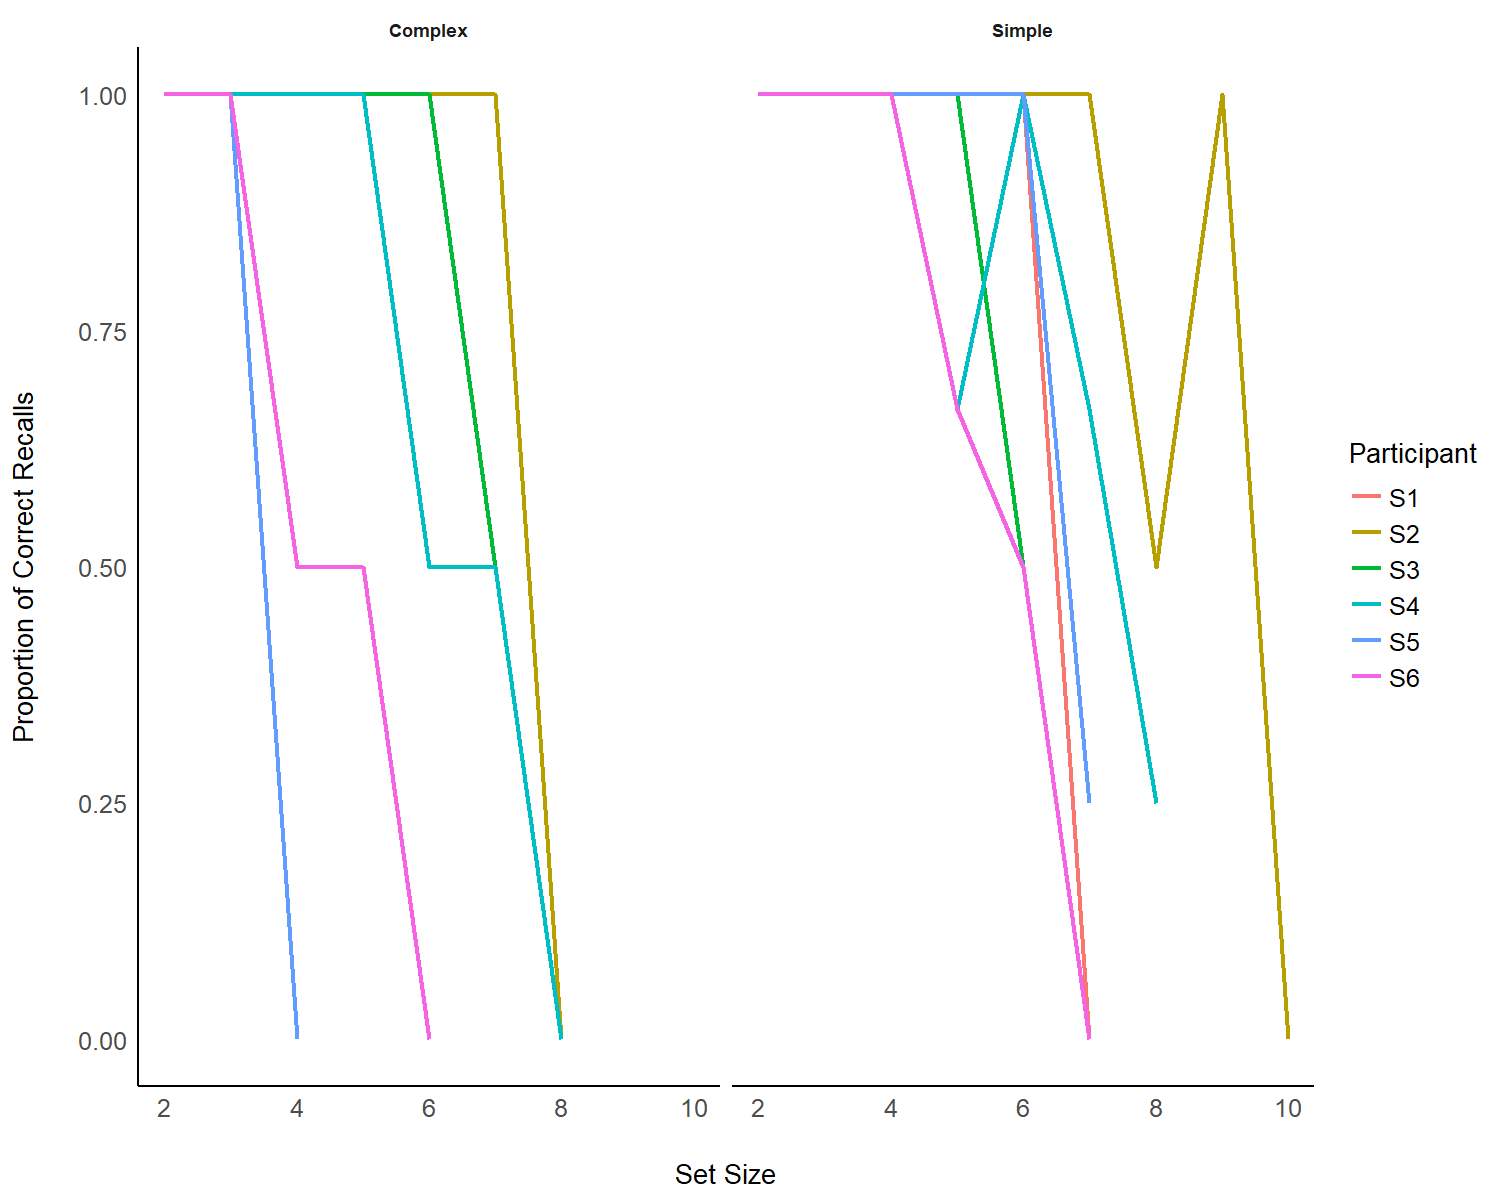 Complex Simple
1.00
0.75
0.50
0.25
0.00
Proportion of Correct Recalls
2 4 6 8 10 2 4 6 8 10
Set Size
Participant
S1
S2
S3
S4
S5
S6